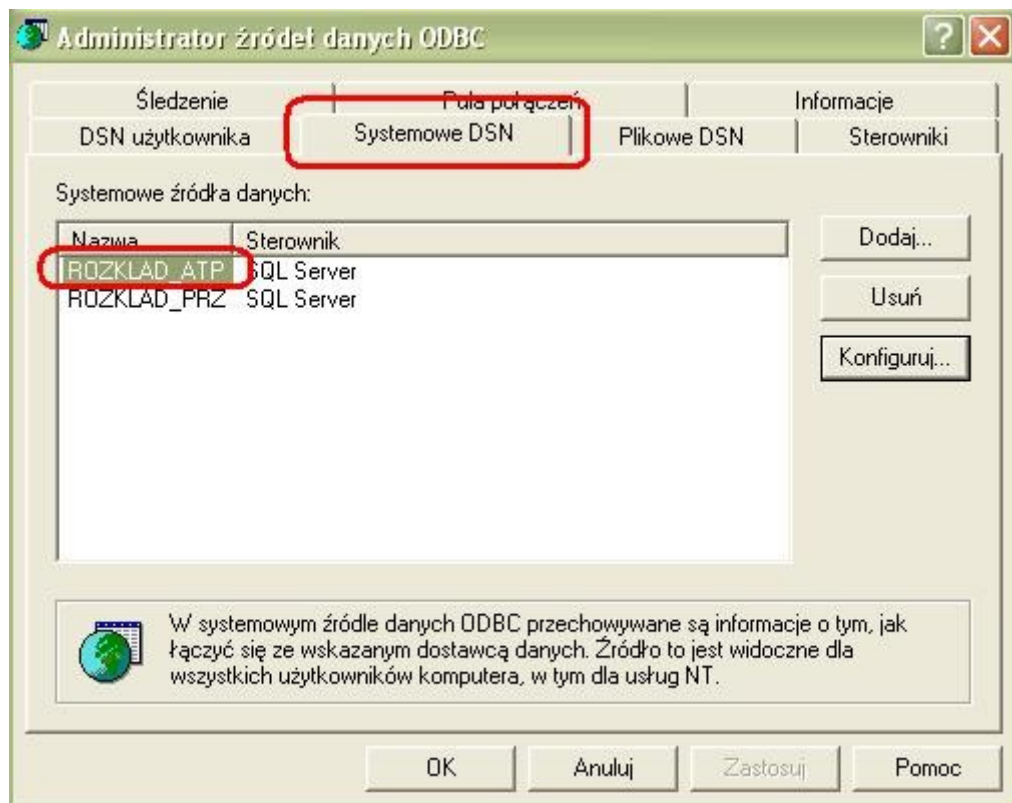 Administrator źródeł danych ODBC
Śledzenie Pula połączeń Informacje
DSN użytkownika Systemowe DSN Plikowe DSN Sterowniki
Systemowe źródła danych:
Nazwa Sterownik
ROZKLAD_ATP SQL Server
ROZKLAD_PRZ SQL Server
Dodaj...
Usuń
Konfiguruj...
W systemowym źródle danych ODBC przechowywane są informacje o tym, jak
łączyć się ze wskazanym dostawcą danych. Źródło to jest widoczne dla
wszystkich użytkowników komputera, w tym dla usług NT.
OK Anuluj Zastosuj Pomoc